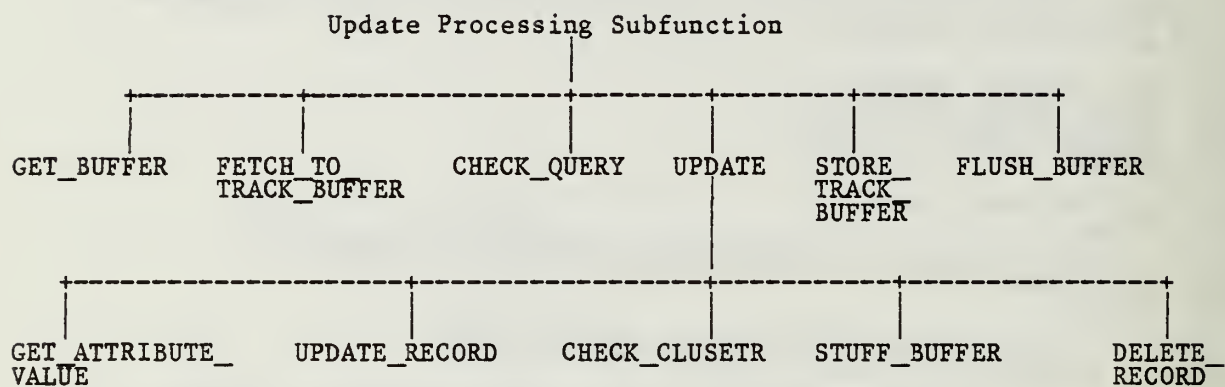 Update Processing Subfunction
GET_BUFFER FETCH_TO_ CHECK_QUERY UPDATE STORE_ FLUSH_BUFFER
TRACK_BUFFER TRACK_
BUFFER
GET_ATTRIBUTE_ UPDATE_RECORD CHECK_CLUSETR STUFF_BUFFER DELETE_
VALUE RECORD